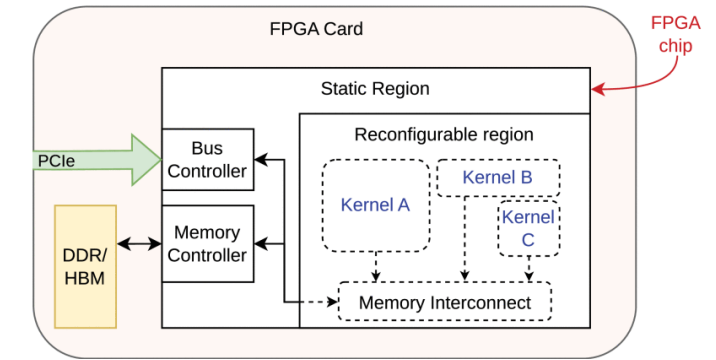 FPGA Card
FPGA
chip
Static Region
Reconfigurable region
PCIe
Bus
Controller
Kernel A
Kernel B
Kernel
C
DDR/
HBM
Memory
Controller
Memory Interconnect